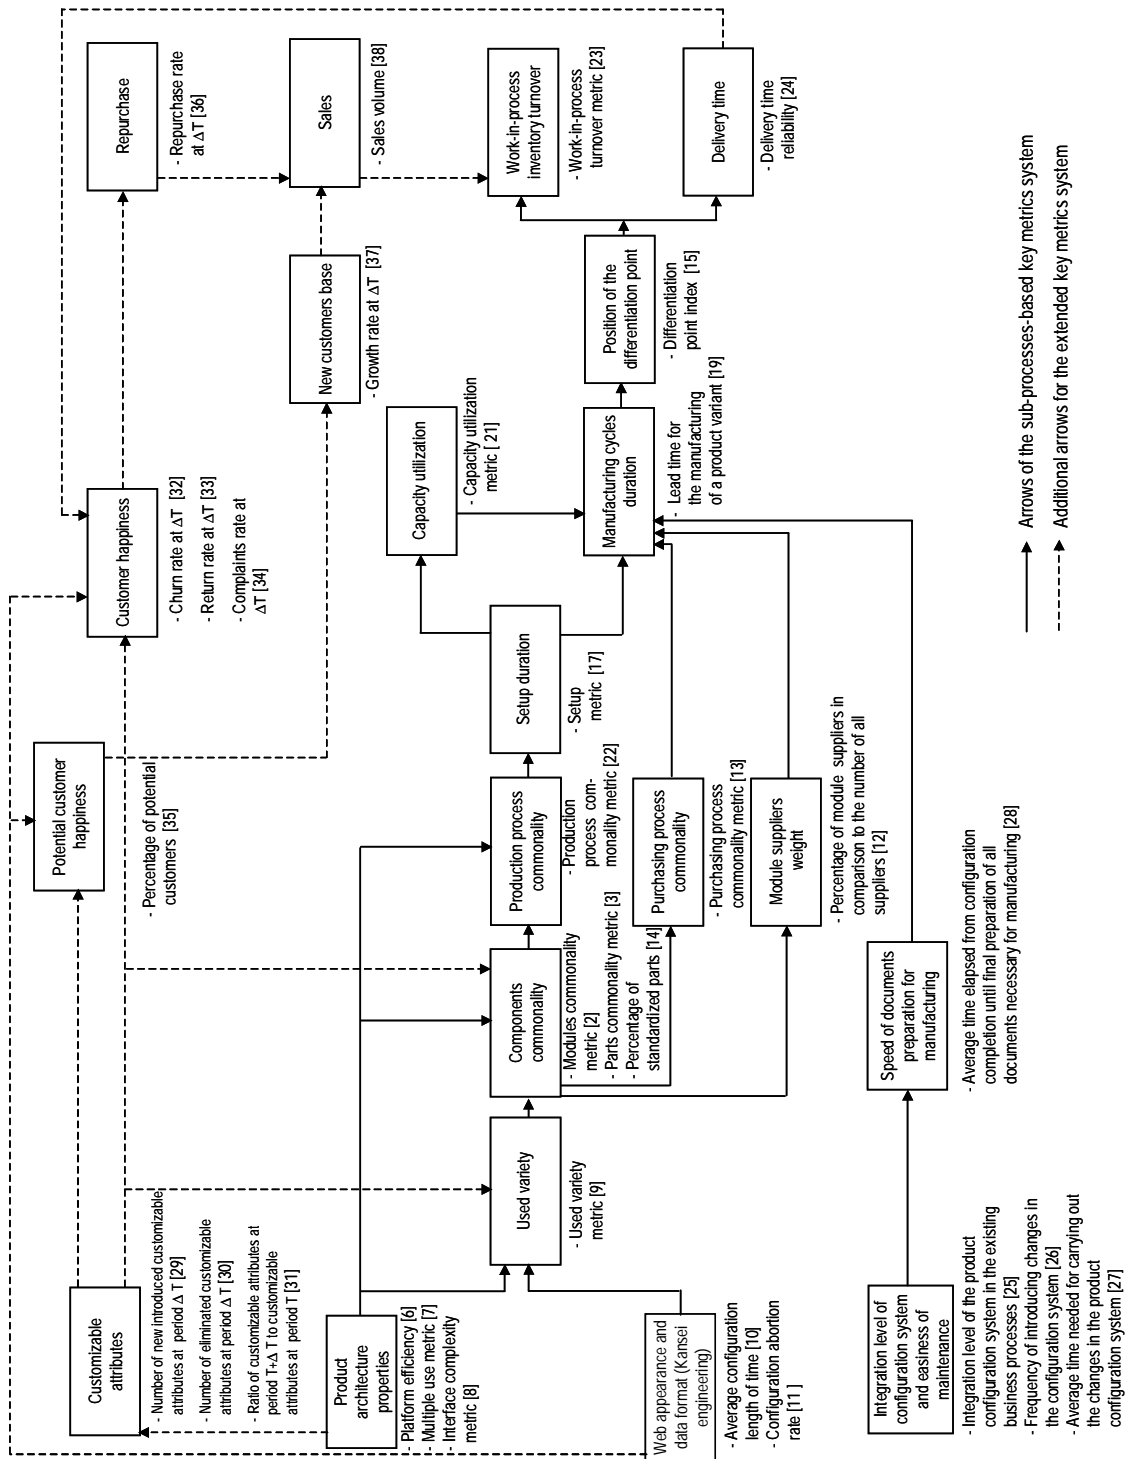 Customizable
attributes
- Number of new introduced customizable
attributes at period Δ T [29]
- Number of eliminated customizable
attributes at period Δ T [30]
- Ratio of customizable attributes at
period T+Δ T to customizable
attributes at period T [31]
Potential customer
happiness
- Percentage of potential
customers [35]
Customer happiness
- Churn rate at ΔT [32]
- Return rate at ΔT [33]
- Complaints rate at
ΔT [34]
Repurchase
- Repurchase rate
at ΔT [36]
New customers base
- Growth rate at ΔT [37]
Sales
- Sales volume [38]
Product
architecture
properties
- Platform efficiency [6]
- Multiple use metric [7]
- Interface complexity
metric [8]
Used variety
- Used variety
metric [9]
Components
commonality
- Modules commonality
metric [2]
- Parts commonality metric [3]
- Percentage of
standardized parts [14]
Production process
commonality
- Production
process com-
monality metric [22]
Setup duration
- Setup
metric [17]
Capacity utilization
- Capacity utilization
metric [ 21]
Manufacturing cycles
duration
- Lead time for
the manufacturing
of a product variant [19]
Position of the
differentiation point
- Differentiation
point index [15]
Work-in-process
inventory turnover
- Work-in-process
turnover metric [23]
Delivery time
- Delivery time
reliability [24]
Web appearance and
data format (Kansei
engineering)
- Average configuration
length of time [10]
- Configuration abortion
rate [11 ]
Purchasing process
commonality
- Purchasing process
commonality metric [13]
Module suppliers
weight
- Percentage of module suppliers in
comparison to the number of all
suppliers [12]
Integration level of
configuration system
and easiness of
maintenance
- Integration level of the product
configuration system in the existing
business processes [25]
- Frequency of introducing changes in
the configuration system [26]
- Average time needed for carrying out
the changes in the product
configuration system [27]
Speed of documents
preparation for
manufacturing
- Average time elapsed from configuration
completion until final preparation of all
documents necessary for manufacturing [28]
Arrows of the sub-processes-based key metrics system
Additional arrows for the extended key metrics system